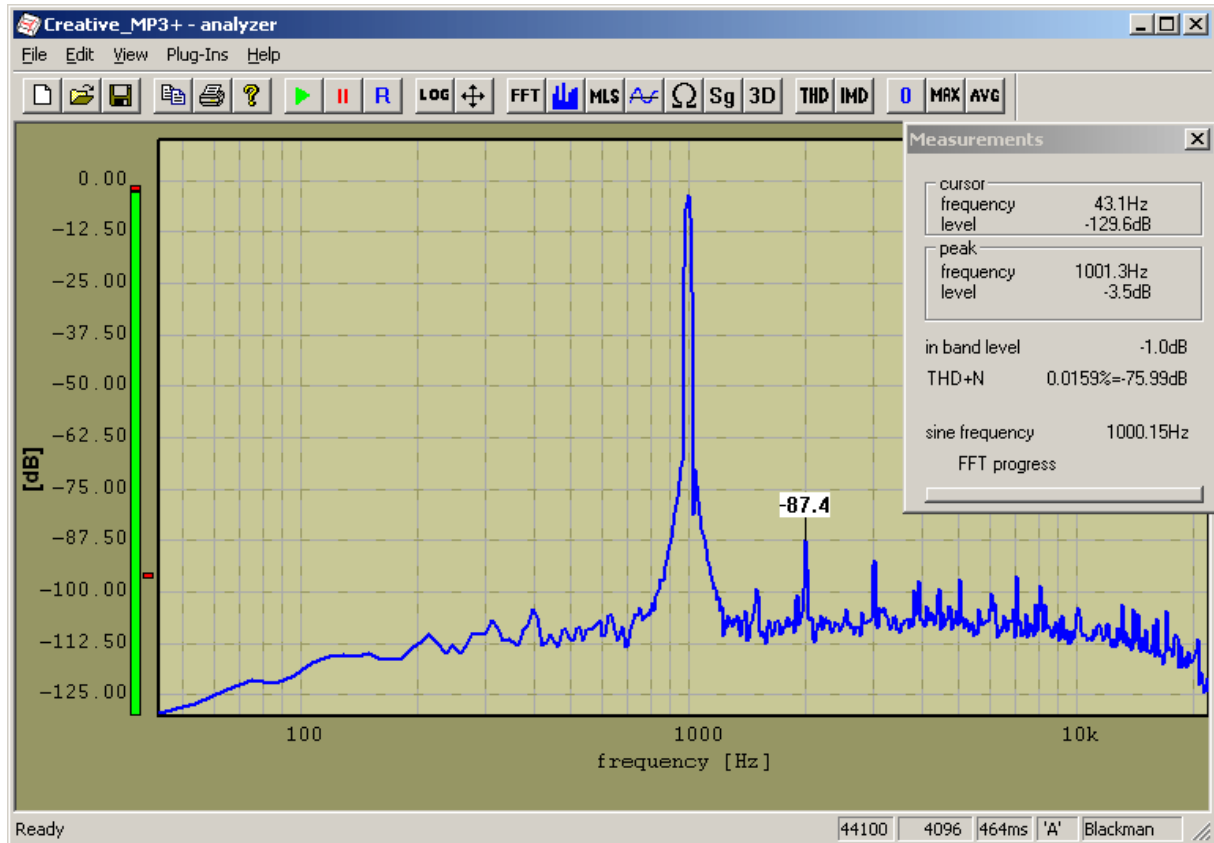 Creative_MP3+ - analyzer
File Edit View Plug-Ins Help
R LOG FFT MLS Ω Sg 3D THD IMD 0 MAX AVG
Measurements
cursor
frequency 43.1Hz
level -129.6dB
peak
frequency 1001.3Hz
level -3.5dB
in band level -1.0dB
THD+N 0.0159%=-75.99dB
sine frequency 1000.15Hz
FFT progress
[dB]
0.00
-12.50
-25.00
-37.50
-50.00
-62.50
-75.00
-87.50
-100.00
-112.50
-125.00
-87.4
100 1000 10k
frequency [Hz]
Ready 44100 4096 464ms 'A' Blackman